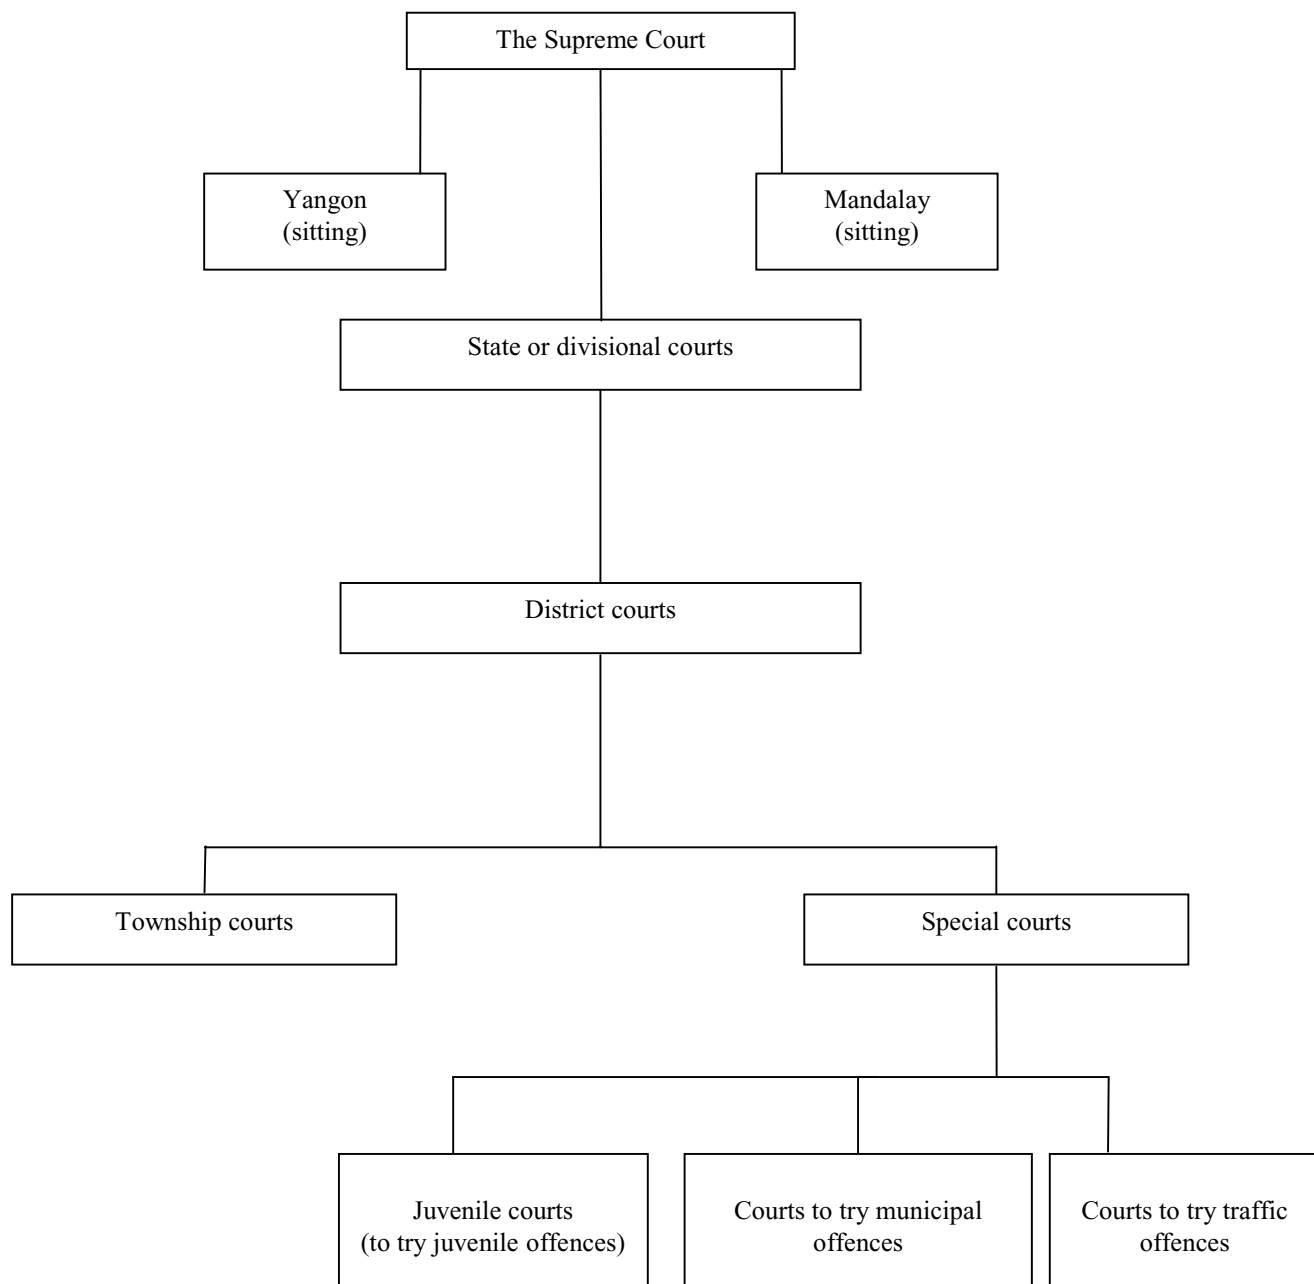 The Supreme Court
Yangon
(sitting)
Mandalay
(sitting)
State or divisional courts
District courts
Township courts
Special courts
Juvenile courts
(to try juvenile offences)
Courts to try municipal
offences
Courts to try traffic
offences